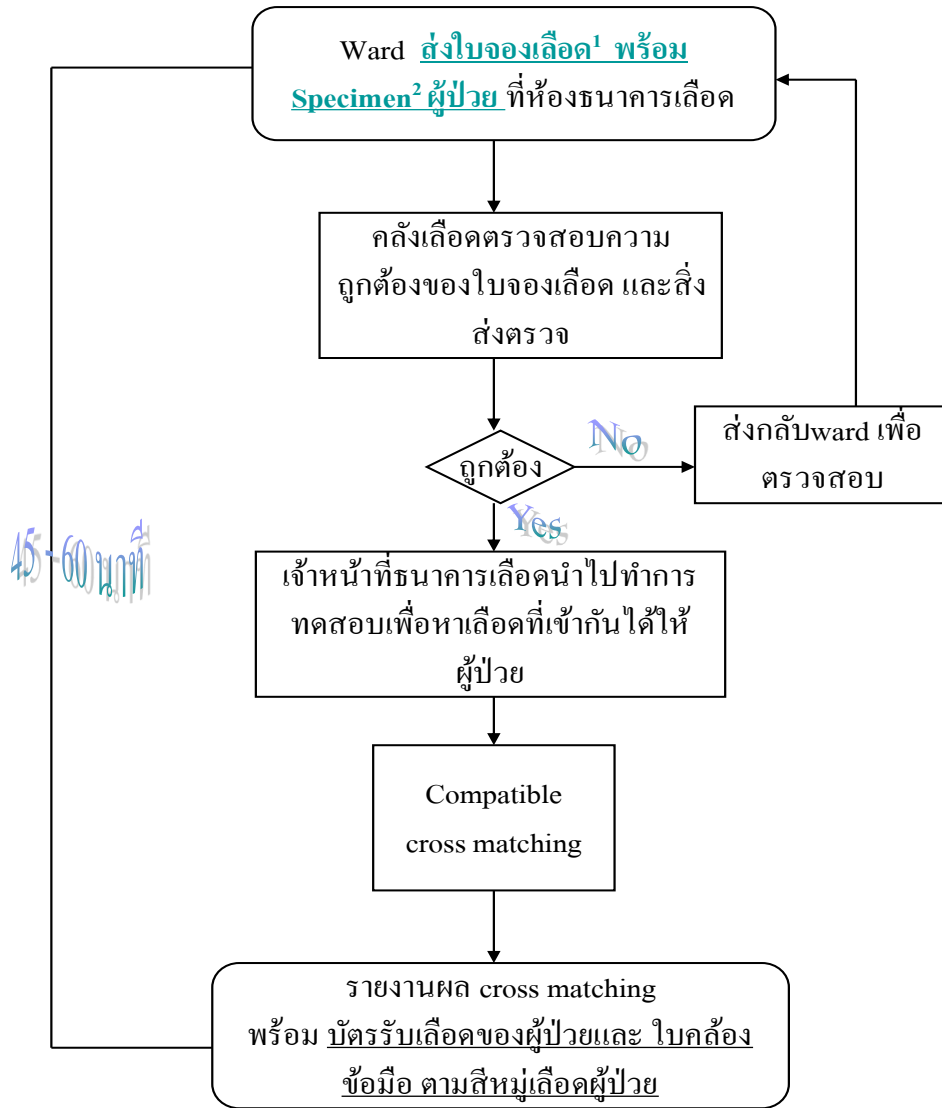 Ward ส่งใบจองเลือด¹ พร้อม
Specimen² ผู้ป่วย ที่ห้องธนาคารเลือด
คลังเลือดตรวจสอบความ
ถูกต้องของใบจองเลือด และสิ่ง
ส่งตรวจ
ถูกต้อง
No
ส่งกลับward เพื่อ
ตรวจสอบ
Yes
45 - 60 นาที
เจ้าหน้าที่ธนาคารเลือดนำไปทำการ
ทดสอบเพื่อหาเลือดที่เข้ากันได้ให้
ผู้ป่วย
Compatible
cross matching
รายงานผล cross matching
พร้อม บัตรรับเลือดของผู้ป่วยและ ใบคล้อง
ข้อมือ ตามสีหมู่เลือดผู้ป่วย